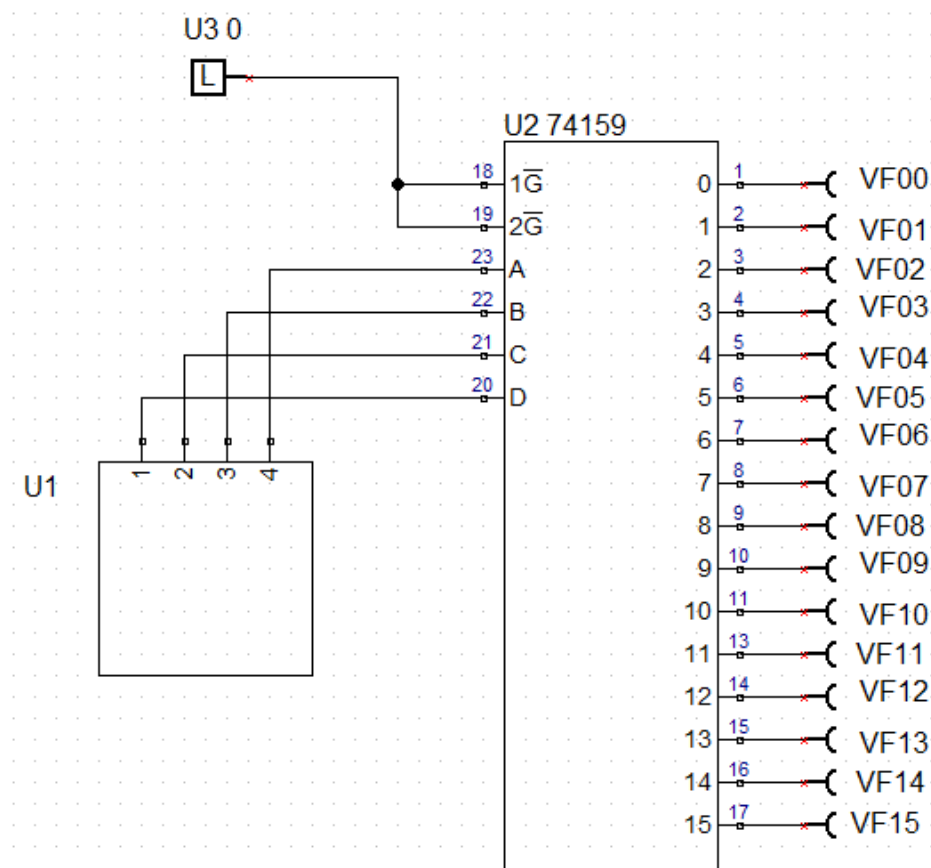 U3 0
L
U2 74159
18 1G̅ 0 1 VF00
19 2G̅ 1 2 VF01
23 A 2 3 VF02
22 B 3 4 VF03
21 C 4 5 VF04
20 D 5 6 VF05
6 7 VF06
U1 1 2 3 4
7 8 VF07
8 9 VF08
9 10 VF09
10 11 VF10
11 13 VF11
12 14 VF12
13 15 VF13
14 16 VF14
15 17 VF15